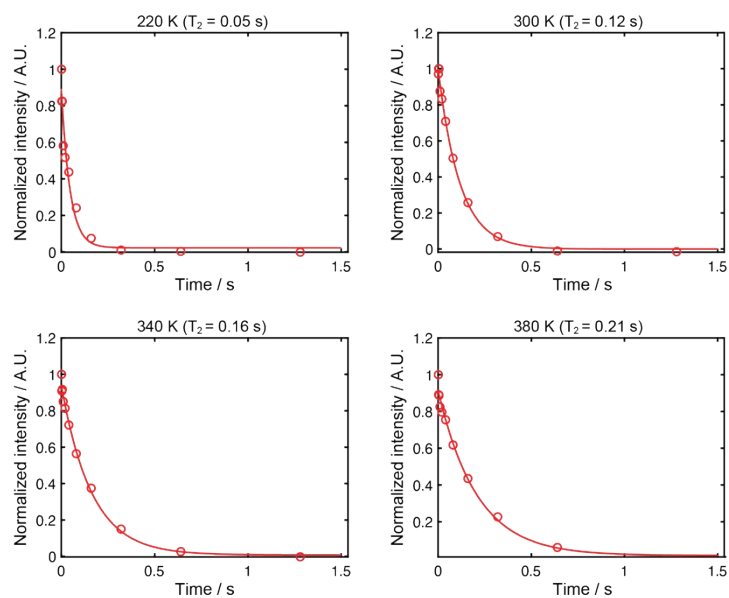 220 K (T₂ = 0.05 s)
Normalized intensity / A.U.
1.2
1
0.8
0.6
0.4
0.2
0
0 0.5 1 1.5
Time / s
300 K (T₂ = 0.12 s)
Normalized intensity / A.U.
1.2
1
0.8
0.6
0.4
0.2
0
0 0.5 1 1.5
Time / s
340 K (T₂ = 0.16 s)
Normalized intensity / A.U.
1.2
1
0.8
0.6
0.4
0.2
0
0 0.5 1 1.5
Time / s
380 K (T₂ = 0.21 s)
Normalized intensity / A.U.
1.2
1
0.8
0.6
0.4
0.2
0 0.5 1 1.5
Time / s